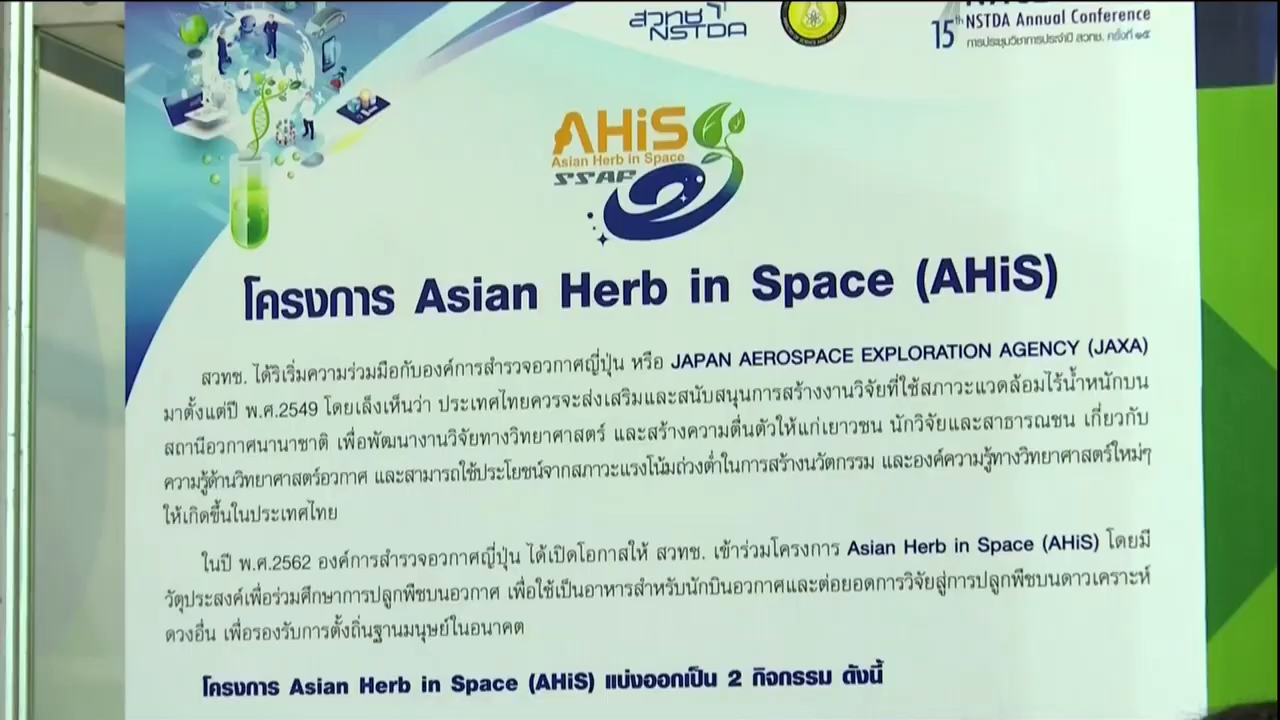 สวทช
NSTDA
15th NSTDA Annual Conference
การประชุมวิชาการประจำปี สวทช. ครั้งที่ ๑๕
AHiS
Asian Herb in Space
SSAF
โครงการ Asian Herb in Space (AHiS)
สวทช. ได้ริเริ่มความร่วมมือกับองค์การสำรวจอวกาศญี่ปุ่น หรือ JAPAN AEROSPACE EXPLORATION AGENCY (JAXA)
มาตั้งแต่ปี พ.ศ.2549 โดยเล็งเห็นว่า ประเทศไทยควรจะส่งเสริมและสนับสนุนการสร้างงานวิจัยที่ใช้สภาวะแวดล้อมไร้น้ำหนักบน
สถานีอวกาศนานาชาติ เพื่อพัฒนางานวิจัยทางวิทยาศาสตร์ และสร้างความตื่นตัวให้แก่เยาวชน นักวิจัยและสาธารณชน เกี่ยวกับ
ความรู้ด้านวิทยาศาสตร์อวกาศ และสามารถใช้ประโยชน์จากสภาวะแรงโน้มถ่วงต่ำในการสร้างนวัตกรรม และองค์ความรู้ทางวิทยาศาสตร์ใหม่ๆ
ให้เกิดขึ้นในประเทศไทย
ในปี พ.ศ.2562 องค์การสำรวจอวกาศญี่ปุ่น ได้เปิดโอกาสให้ สวทช. เข้าร่วมโครงการ Asian Herb in Space (AHiS) โดยมี
วัตุประสงค์เพื่อร่วมศึกษาการปลูกพืชบนอวกาศ เพื่อใช้เป็นอาหารสำหรับนักบินอวกาศและต่อยอดการวิจัยสู่การปลูกพืชบนดาวเคราะห์
ดวงอื่น เพื่อรองรับการตั้งถิ่นฐานมนุษย์ในอนาคต
โครงการ Asian Herb in Space (AHiS) แบ่งออกเป็น 2 กิจกรรม ดังนี้